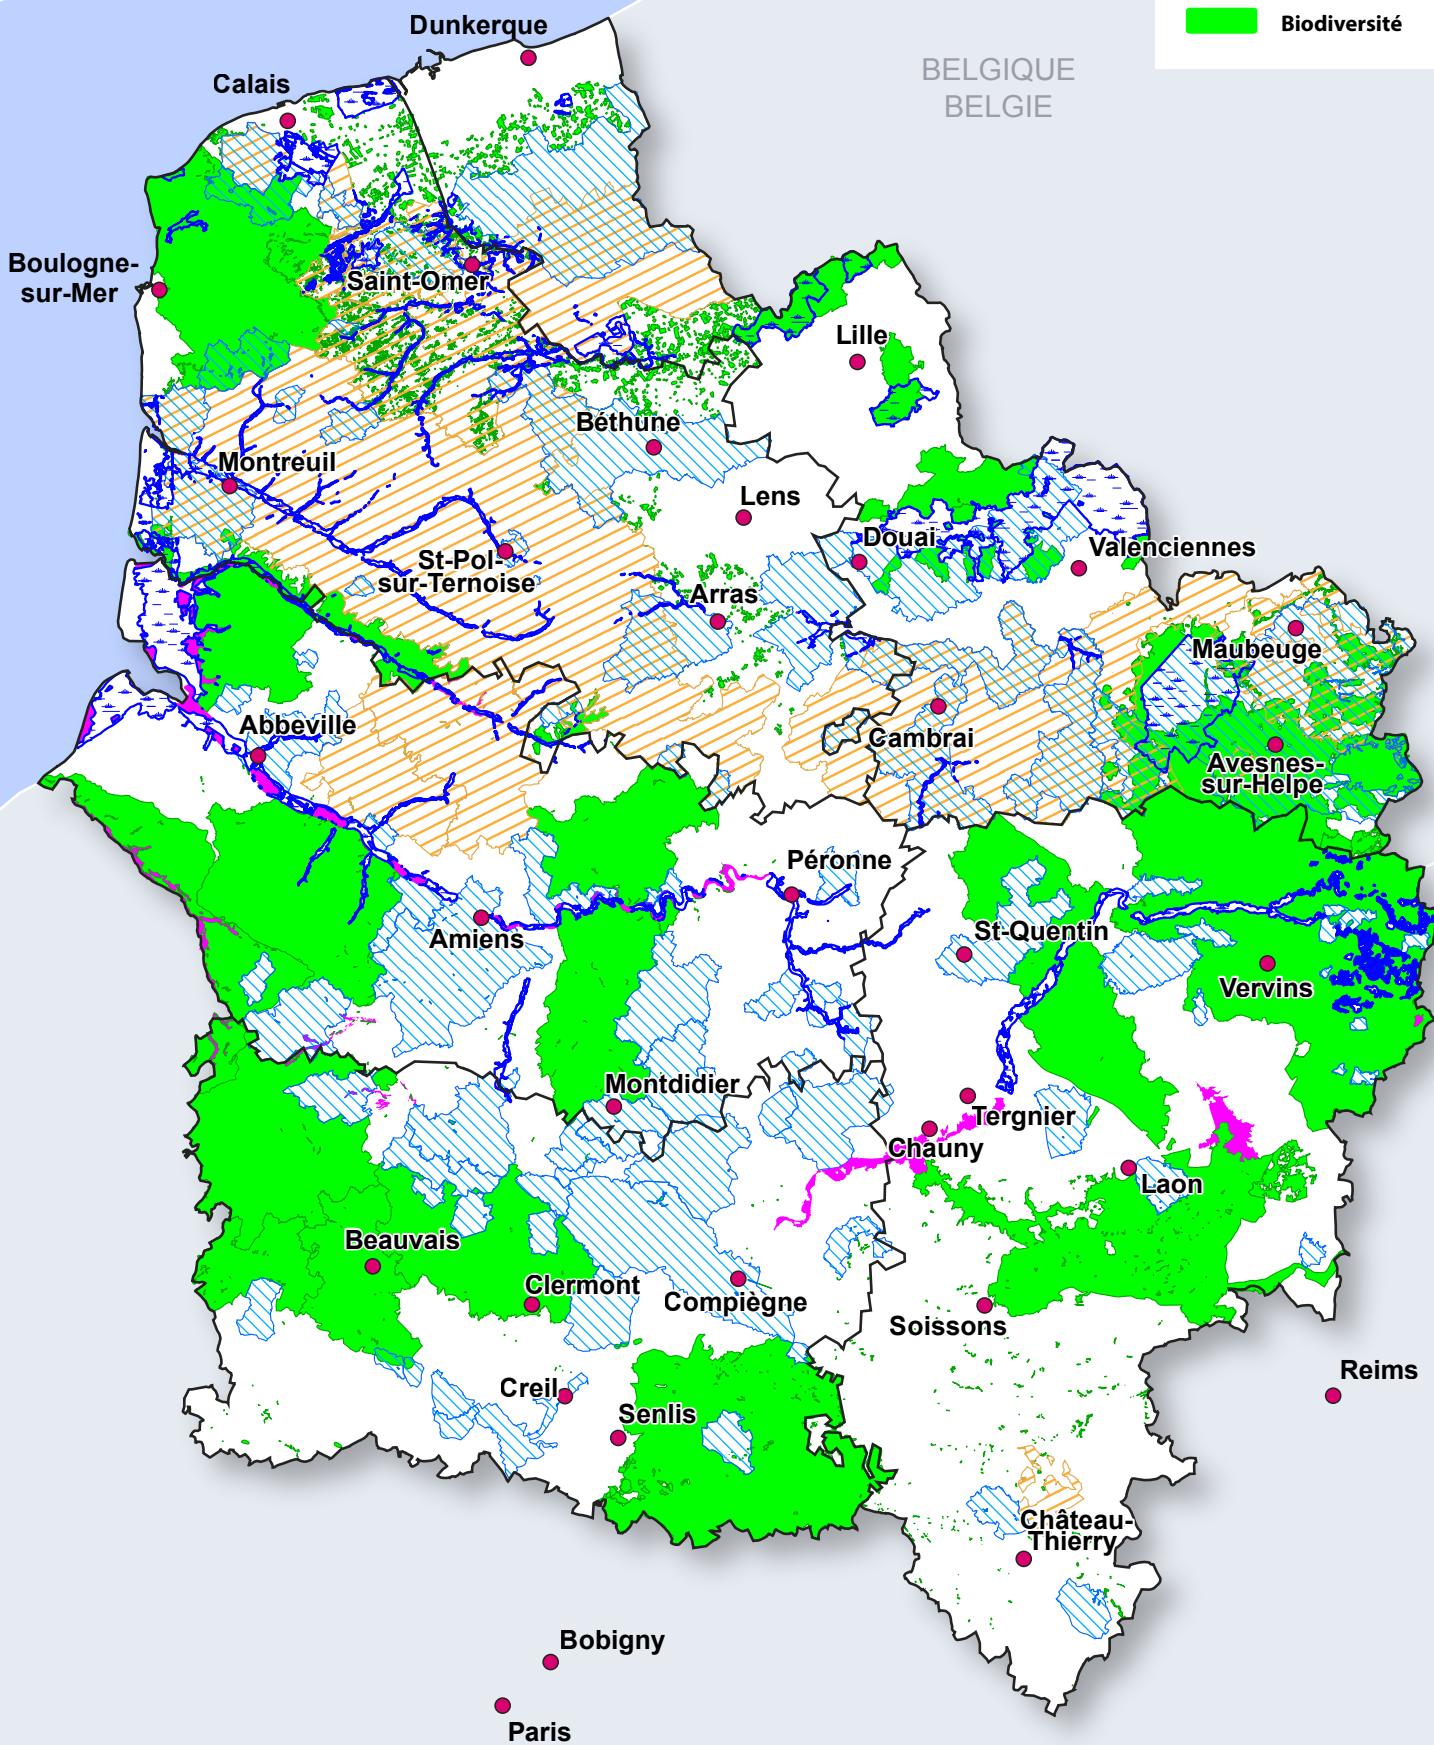 Biodiversité
Dunkerque
BELGIQUE
BELGIE
Calais
Boulogne-
sur-Mer
Saint-Omer
Lille
Béthune
Montreuil
Lens
Douai
Valenciennes
St-Pol-
sur-Ternoise
Arras
Maubeuge
Abbeville
Cambrai
Avesnes-
sur-Helpe
Péronne
Amiens
St-Quentin
Vervins
Montdidier
Tergnier
Chauny
Laon
Beauvais
Clermont
Compiègne
Soissons
Reims
Creil
Senlis
Château-
Thierry
Bobigny
Paris